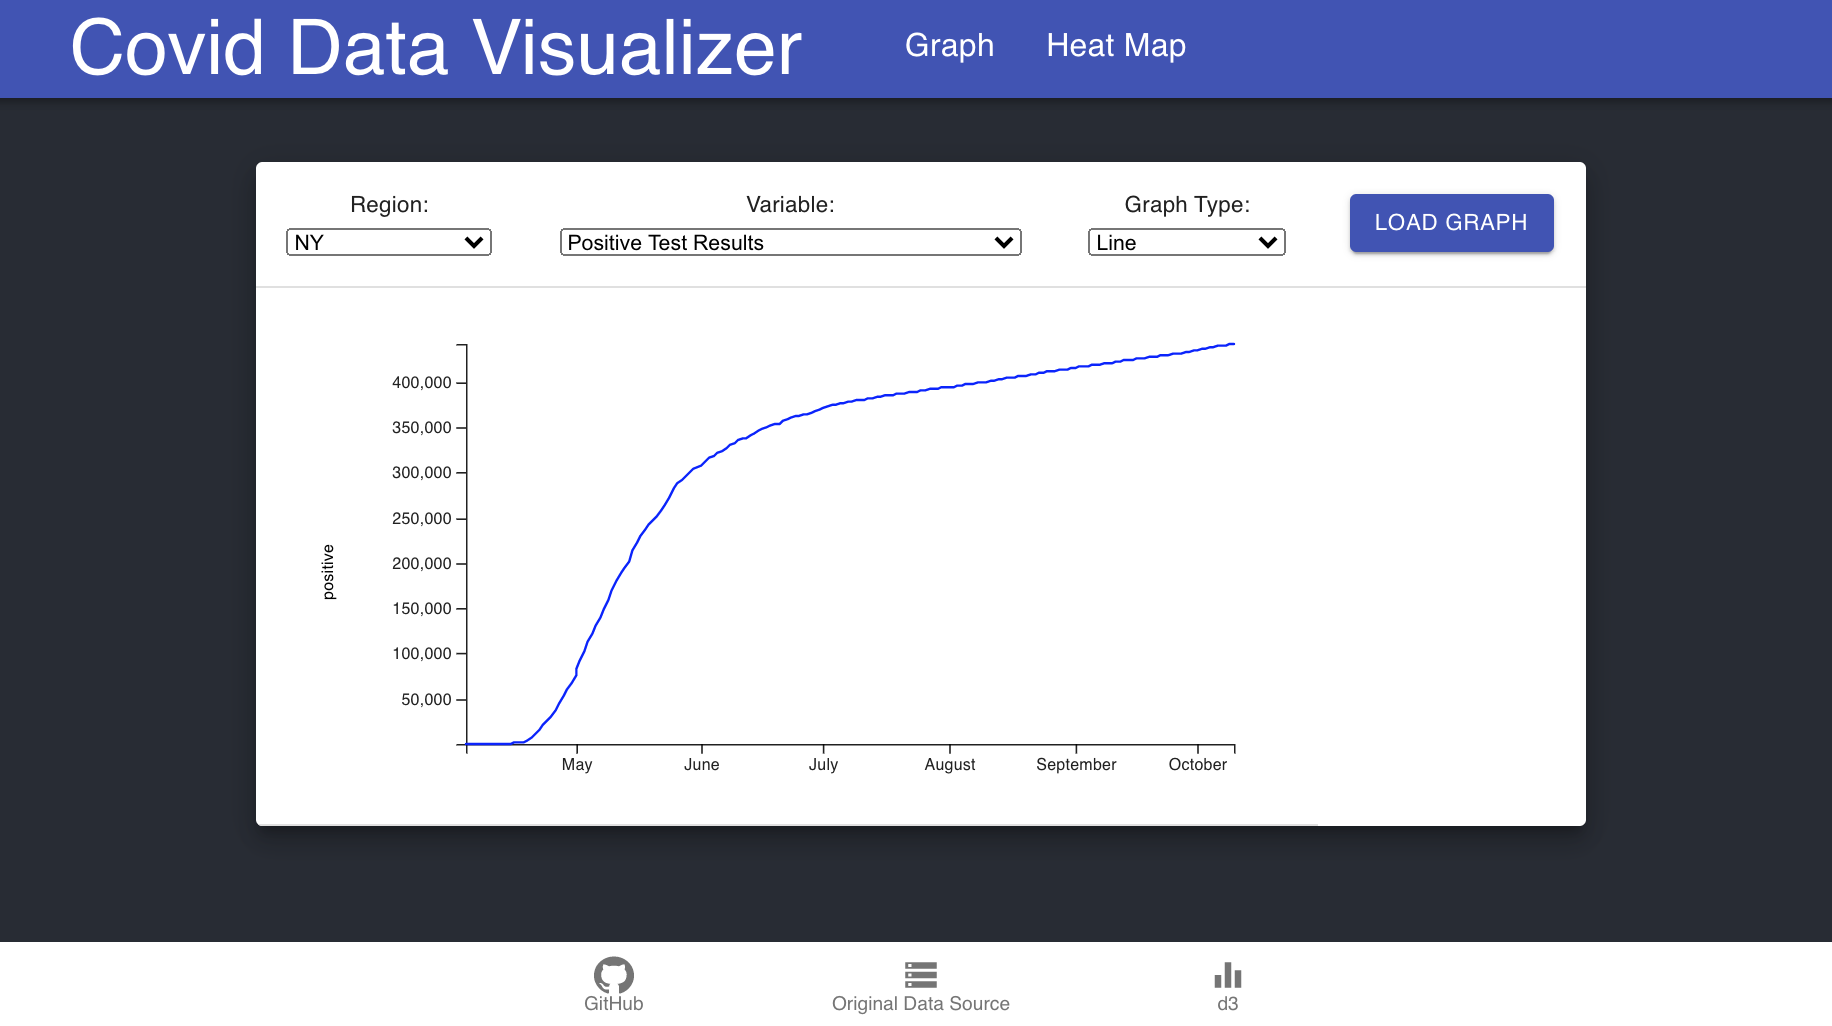 Covid Data Visualizer
Graph
Heat Map
Region:
Variable:
Graph Type:
NY
Positive Test Results
Line
LOAD GRAPH
400,000
350,000
300,000
250,000
200,000
150,000
100,000
50,000
positive
May
June
July
August
September
October
GitHub
Original Data Source
d3